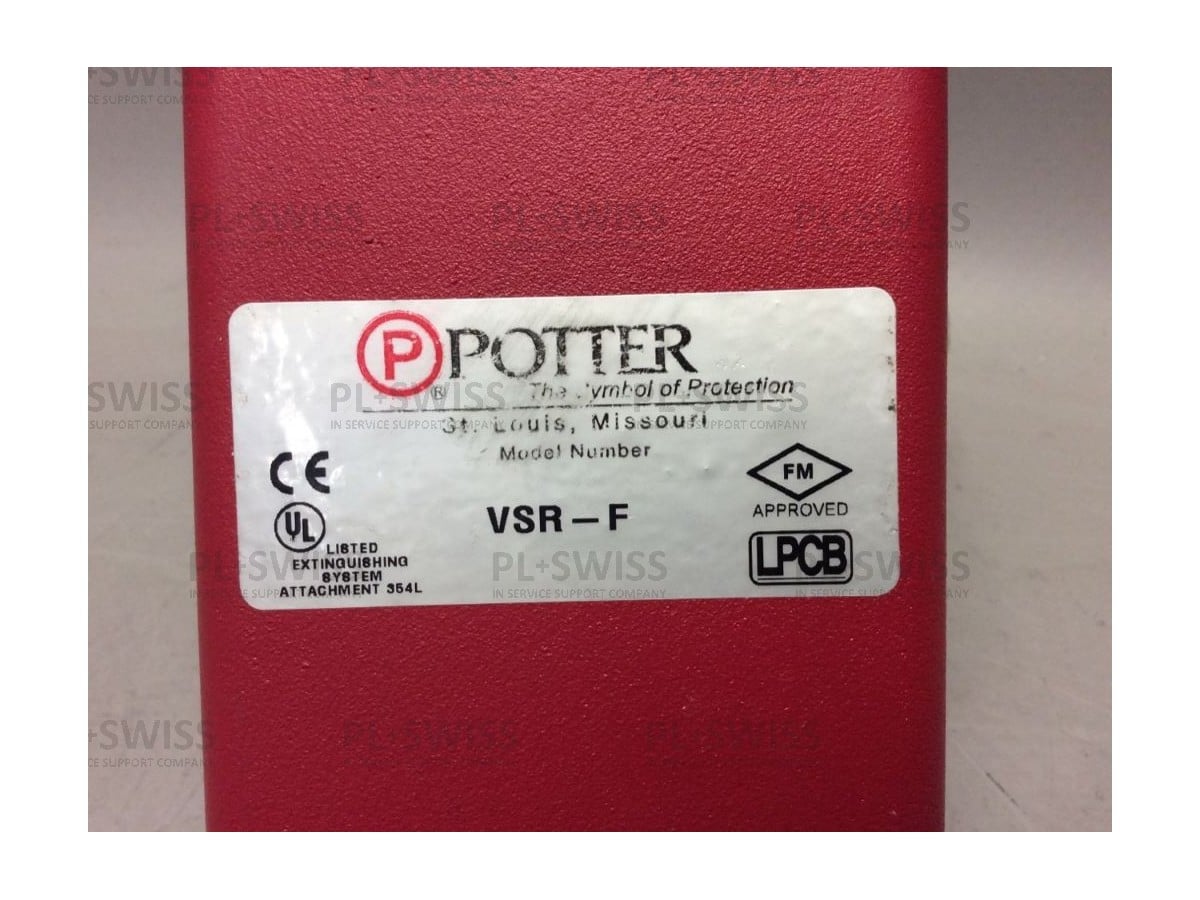 P POTTER
®
The Symbol of Protection
St. Louis, Missouri
Model Number
CE
FM
APPROVED
VSR – F
UL
LISTED
EXTINGUISHING
SYSTEM
ATTACHMENT 354L
LPCB
PL+SWISS
IN SERVICE SUPPORT COMPANY